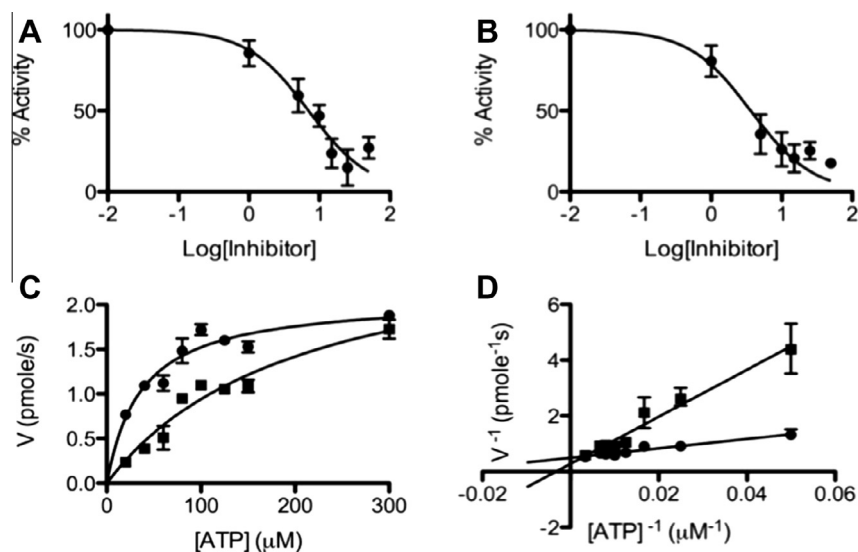 A
100
50
0
% Activity
-2 -1 0 1 2
Log[Inhibitor]
B
100
50
0
% Activity
-2 -1 0 1 2
Log[Inhibitor]
C
2.0
1.5
1.0
0.5
0.0
V (pmole/s)
0 100 200 300
[ATP] (μM)
D
6
4
2
-2
V⁻¹ (pmole⁻¹s)
-0.02 0.02 0.04 0.06
[ATP]⁻¹ (μM⁻¹)